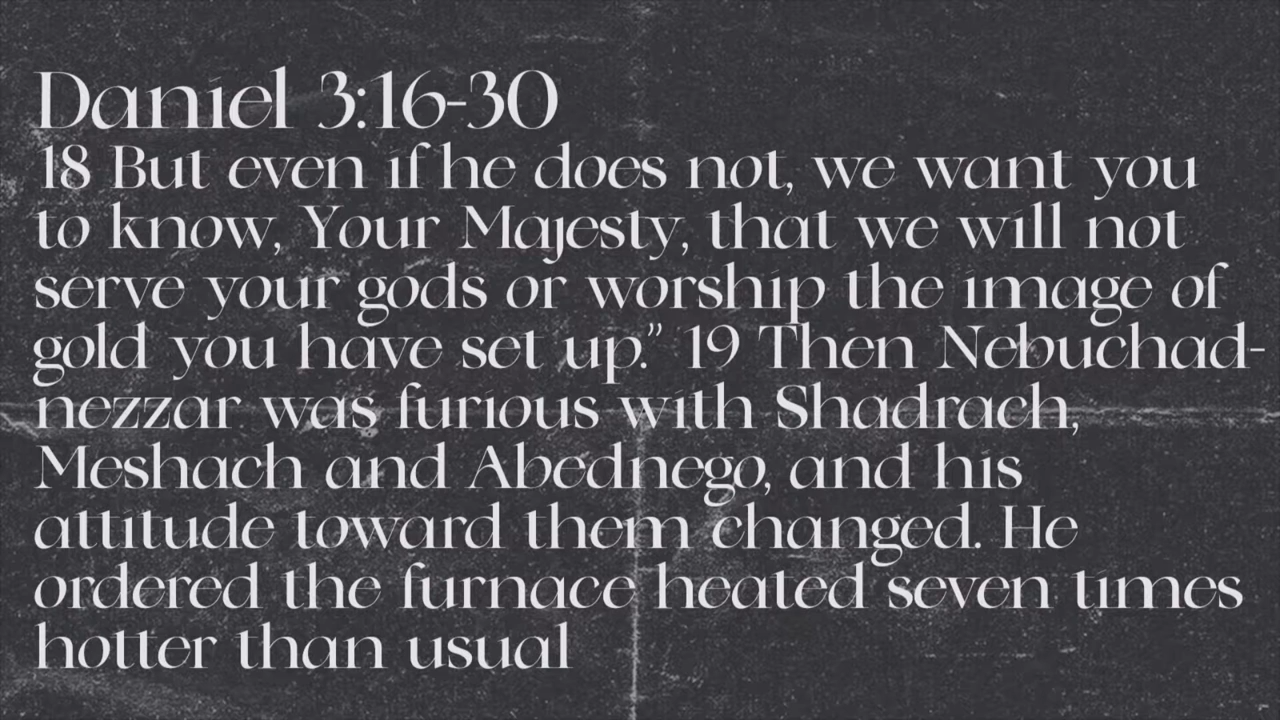 Daniel 3:16-30
18 But even if he does not, we want you
to know, Your Majesty, that we will not
serve your gods or worship the image of
gold you have set up.” 19 Then Nebuchad-
nezzar was furious with Shadrach,
Meshach and Abednego, and his
attitude toward them changed. He
ordered the furnace heated seven times
hotter than usual